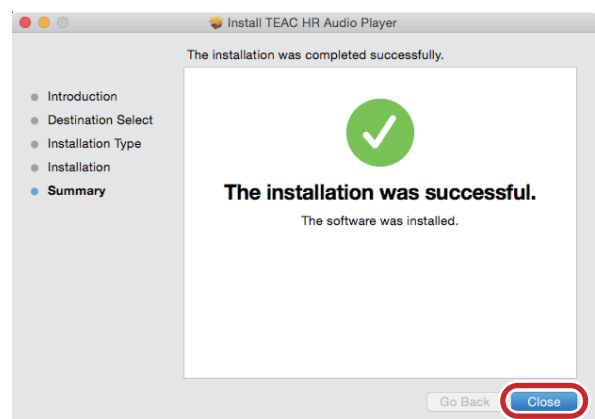 Install TEAC HR Audio Player
The installation was completed successfully.
Introduction
Destination Select
Installation Type
Installation
Summary
The installation was successful.
The software was installed.
Go Back
Close